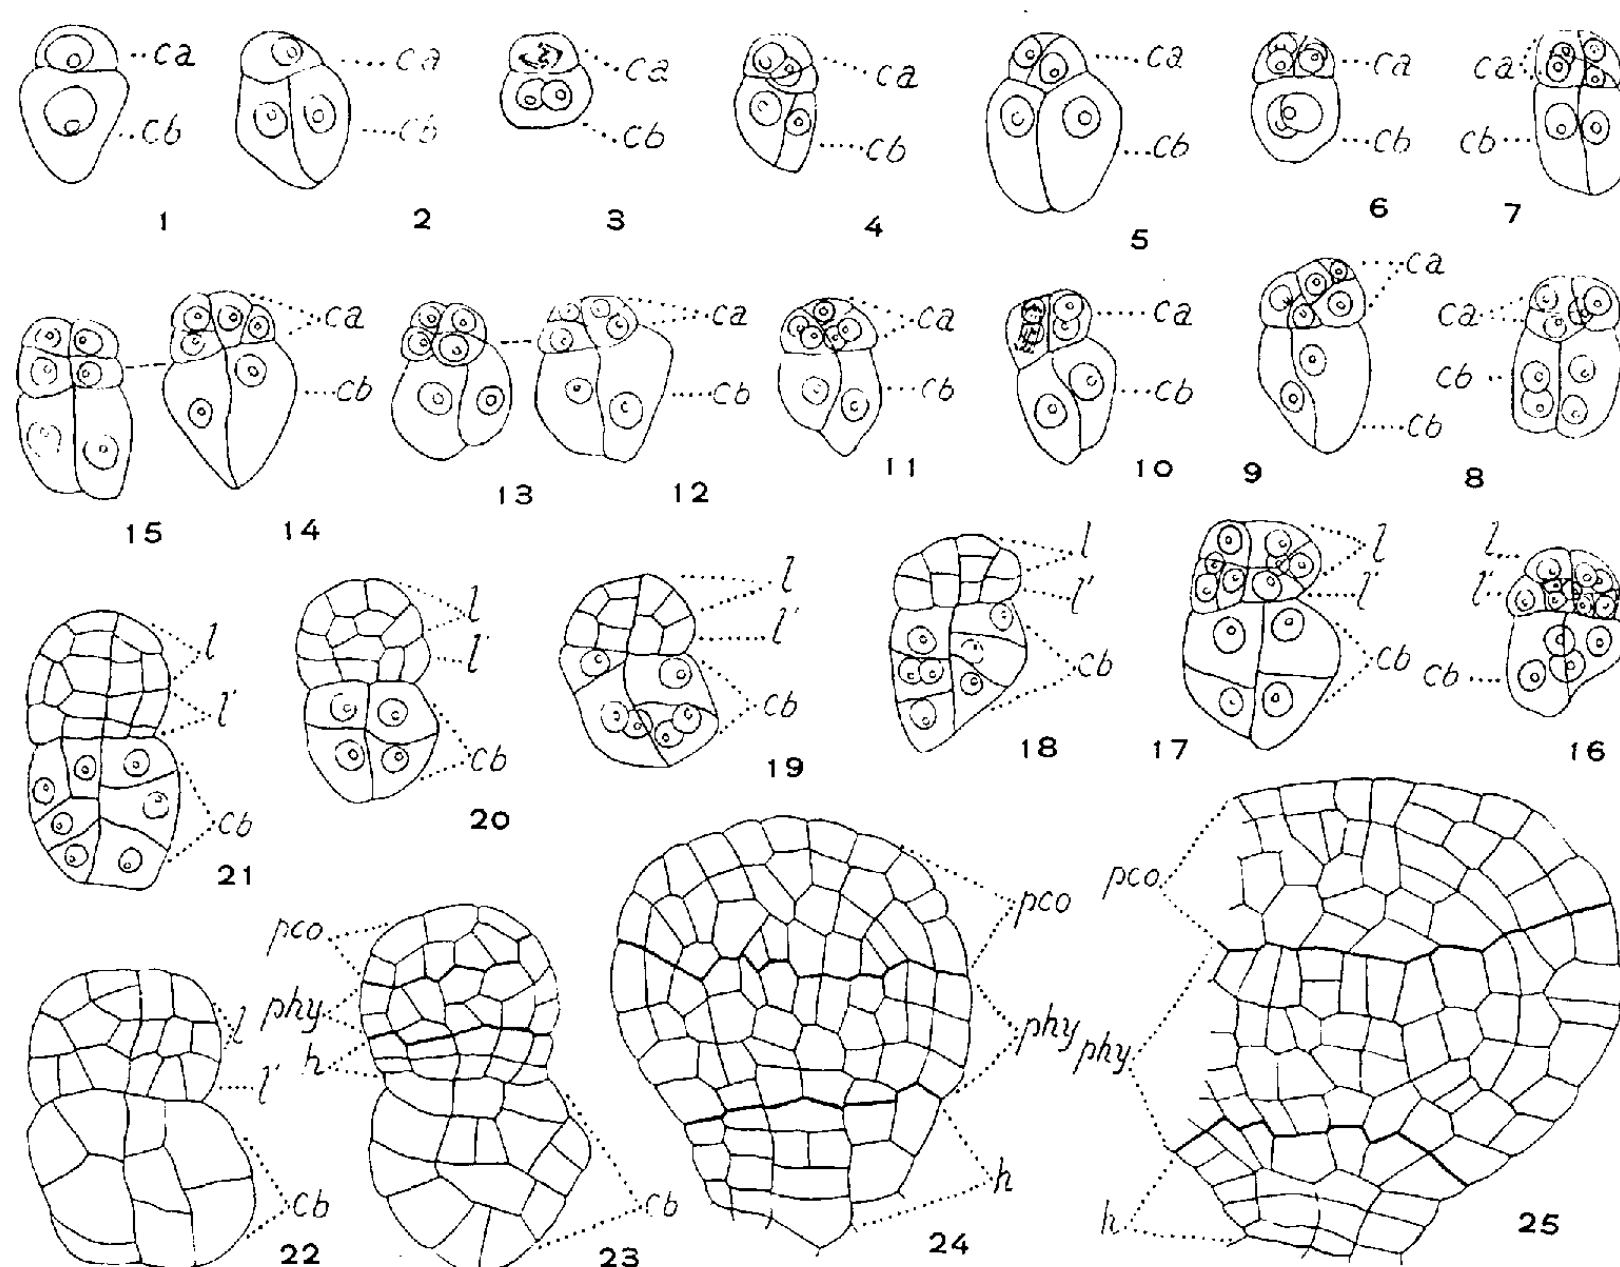 ca ca ca ca ca ca ca
cb cb cb cb cb cb cb
1 2 3 4 5 6 7
ca ca ca ca ca ca
cb cb cb cb cb cb
15 14 13 12 11 10 9 8
l l l l l l
l' l' l' l' l' l'
cb cb cb cb cb cb
21 20 19 18 17 16
pco pco pco
l phy phy phy
l' h h h
cb cb
22 23 24 25